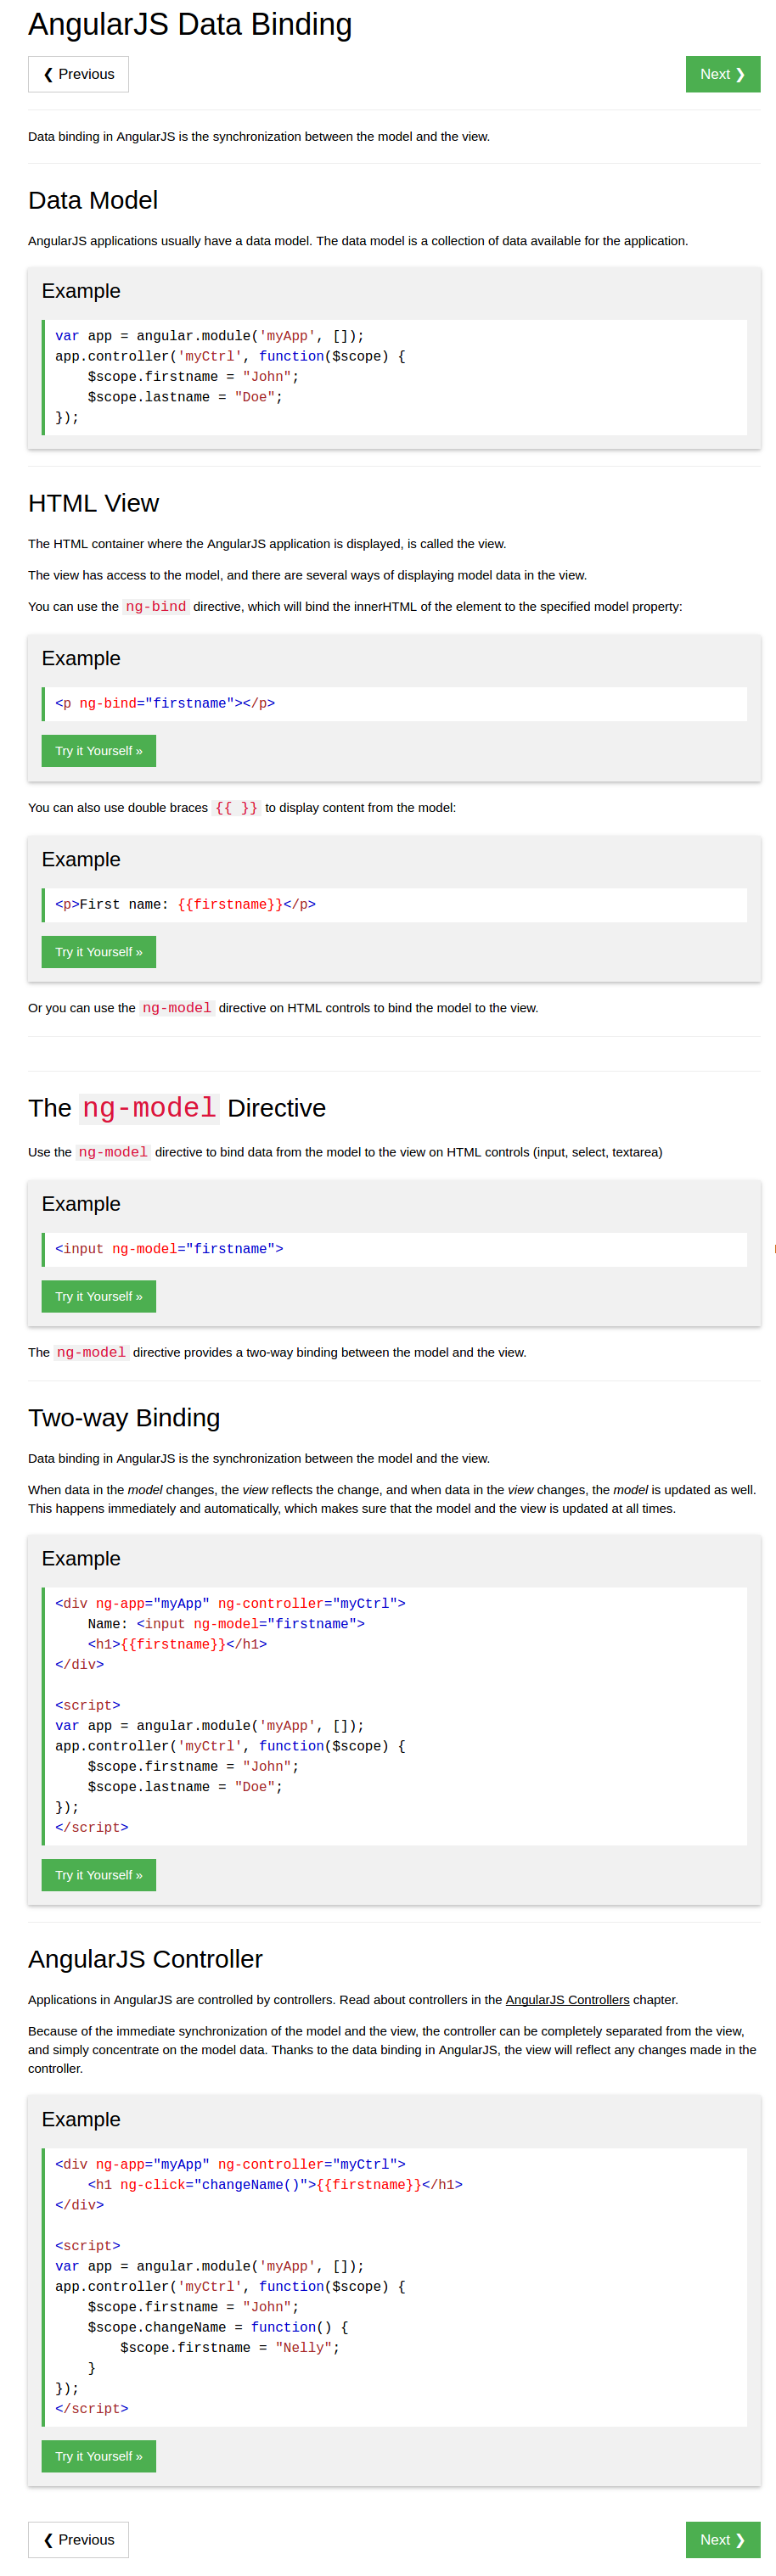 AngularJS Data Binding
❮ Previous
Next ❯
Data binding in AngularJS is the synchronization between the model and the view.
Data Model
AngularJS applications usually have a data model. The data model is a collection of data available for the application.
Example
var app = angular.module('myApp', []);
app.controller('myCtrl', function($scope) {
    $scope.firstname = "John";
    $scope.lastname = "Doe";
});
HTML View
The HTML container where the AngularJS application is displayed, is called the view.
The view has access to the model, and there are several ways of displaying model data in the view.
You can use the ng-bind directive, which will bind the innerHTML of the element to the specified model property:
Example
<p ng-bind="firstname"></p>
Try it Yourself »
You can also use double braces {{ }} to display content from the model:
Example
<p>First name: {{firstname}}</p>
Try it Yourself »
Or you can use the ng-model directive on HTML controls to bind the model to the view.
The ng-model Directive
Use the ng-model directive to bind data from the model to the view on HTML controls (input, select, textarea)
Example
<input ng-model="firstname">
Try it Yourself »
The ng-model directive provides a two-way binding between the model and the view.
Two-way Binding
Data binding in AngularJS is the synchronization between the model and the view.
When data in the model changes, the view reflects the change, and when data in the view changes, the model is updated as well.
This happens immediately and automatically, which makes sure that the model and the view is updated at all times.
Example
<div ng-app="myApp" ng-controller="myCtrl">
    Name: <input ng-model="firstname">
    <h1>{{firstname}}</h1>
</div>

<script>
var app = angular.module('myApp', []);
app.controller('myCtrl', function($scope) {
    $scope.firstname = "John";
    $scope.lastname = "Doe";
});
</script>
Try it Yourself »
AngularJS Controller
Applications in AngularJS are controlled by controllers. Read about controllers in the AngularJS Controllers chapter.
Because of the immediate synchronization of the model and the view, the controller can be completely separated from the view,
and simply concentrate on the model data. Thanks to the data binding in AngularJS, the view will reflect any changes made in the
controller.
Example
<div ng-app="myApp" ng-controller="myCtrl">
    <h1 ng-click="changeName()">{{firstname}}</h1>
</div>

<script>
var app = angular.module('myApp', []);
app.controller('myCtrl', function($scope) {
    $scope.firstname = "John";
    $scope.changeName = function() {
        $scope.firstname = "Nelly";
    }
});
</script>
Try it Yourself »
❮ Previous
Next ❯